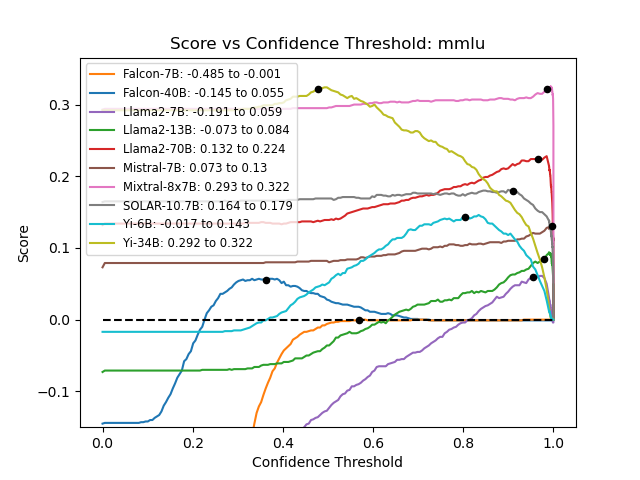 Score vs Confidence Threshold: mmlu
Falcon-7B: -0.485 to -0.001
Falcon-40B: -0.145 to 0.055
Llama2-7B: -0.191 to 0.059
Llama2-13B: -0.073 to 0.084
Llama2-70B: 0.132 to 0.224
Mistral-7B: 0.073 to 0.13
Mixtral-8x7B: 0.293 to 0.322
SOLAR-10.7B: 0.164 to 0.179
Yi-6B: -0.017 to 0.143
Yi-34B: 0.292 to 0.322
Score
0.3
0.2
0.1
0.0
−0.1
0.0 0.2 0.4 0.6 0.8 1.0
Confidence Threshold